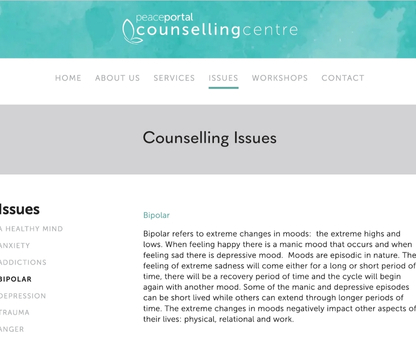 peaceportal
counsellingcentre
HOME ABOUT US SERVICES ISSUES WORKSHOPS CONTACT
Counselling Issues
Issues
A HEALTHY MIND
ANXIETY
ADDICTIONS
BIPOLAR
DEPRESSION
TRAUMA
ANGER
Bipolar
Bipolar refers to extreme changes in moods: the extreme highs and
lows. When feeling happy there is a manic mood that occurs and when
feeling sad there is depressive mood. Moods are episodic in nature. The
feeling of extreme sadness will come either for a long or short period of
time, there will be a recovery period of time and the cycle will begin
again with another mood. Some of the manic and depressive episodes
can be short lived while others can extend through longer periods of
time. The extreme changes in moods negatively impact other aspects of
their lives: physical, relational and work.